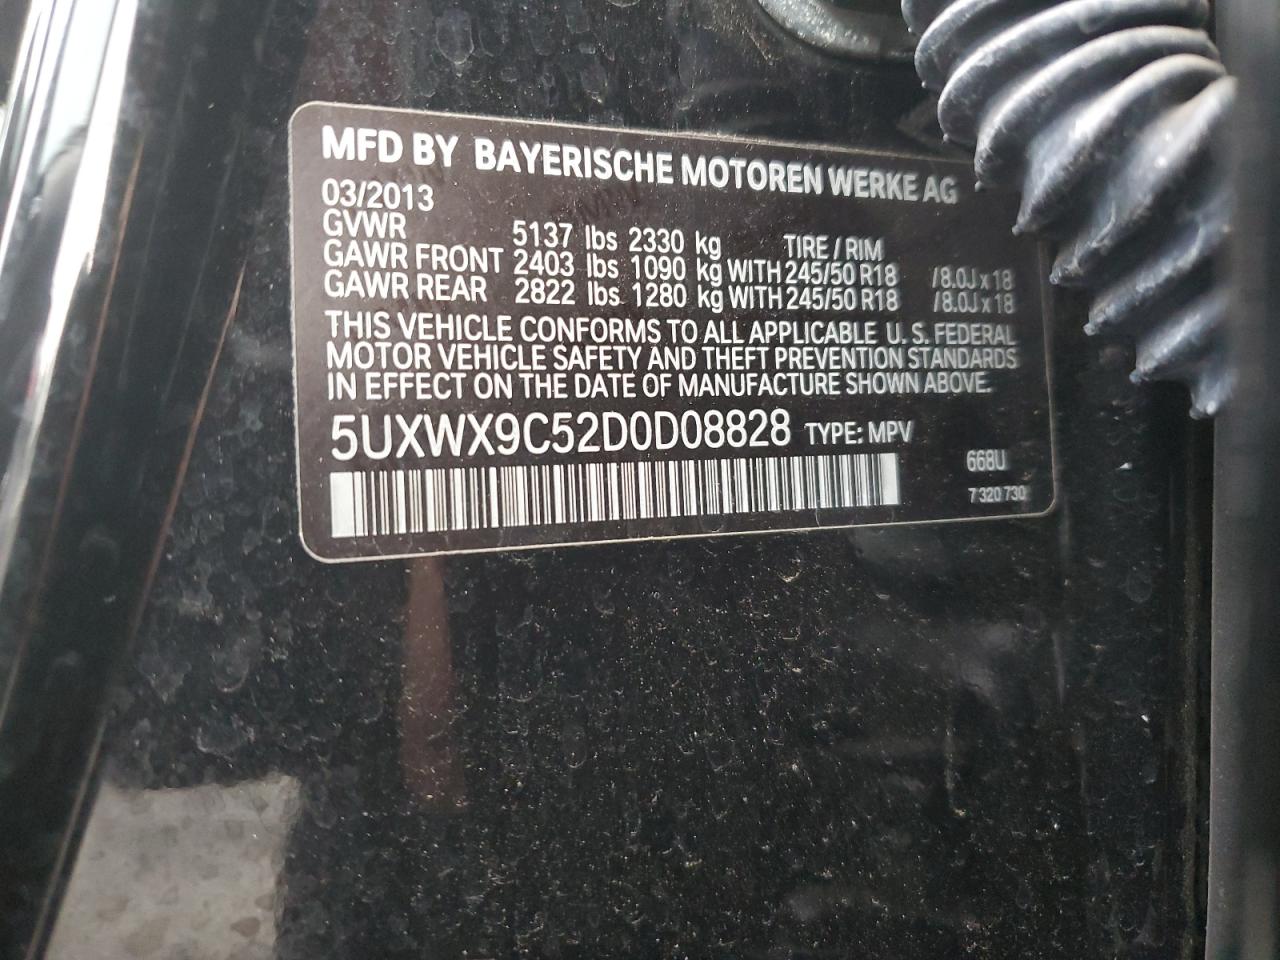 MFD BY BAYERISCHE MOTOREN WERKE AG
03/2013
GVWR 5137 lbs 2330 kg TIRE / RIM
GAWR FRONT 2403 lbs 1090 kg WITH 245/50 R18 /8.0J x 18
GAWR REAR 2822 lbs 1280 kg WITH 245/50 R18 /8.0J x 18
THIS VEHICLE CONFORMS TO ALL APPLICABLE U.S. FEDERAL
MOTOR VEHICLE SAFETY AND THEFT PREVENTION STANDARDS
IN EFFECT ON THE DATE OF MANUFACTURE SHOWN ABOVE.
5UXWX9C52D0D08828 TYPE: MPV
668U
7 320 730